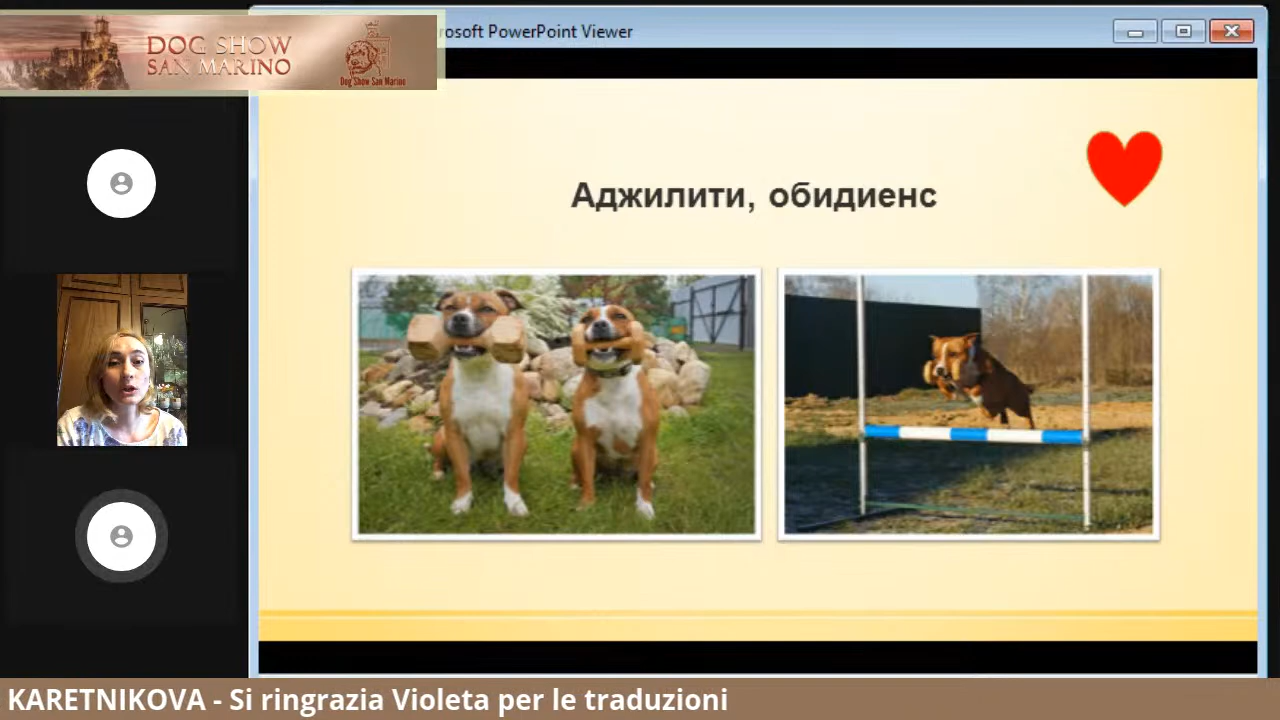 DOG SHOW
SAN MARINO
Dog Show San Marino
rosoft PowerPoint Viewer
Аджилити, обидиенс
KARETNIKOVA - Si ringrazia Violeta per le traduzioni